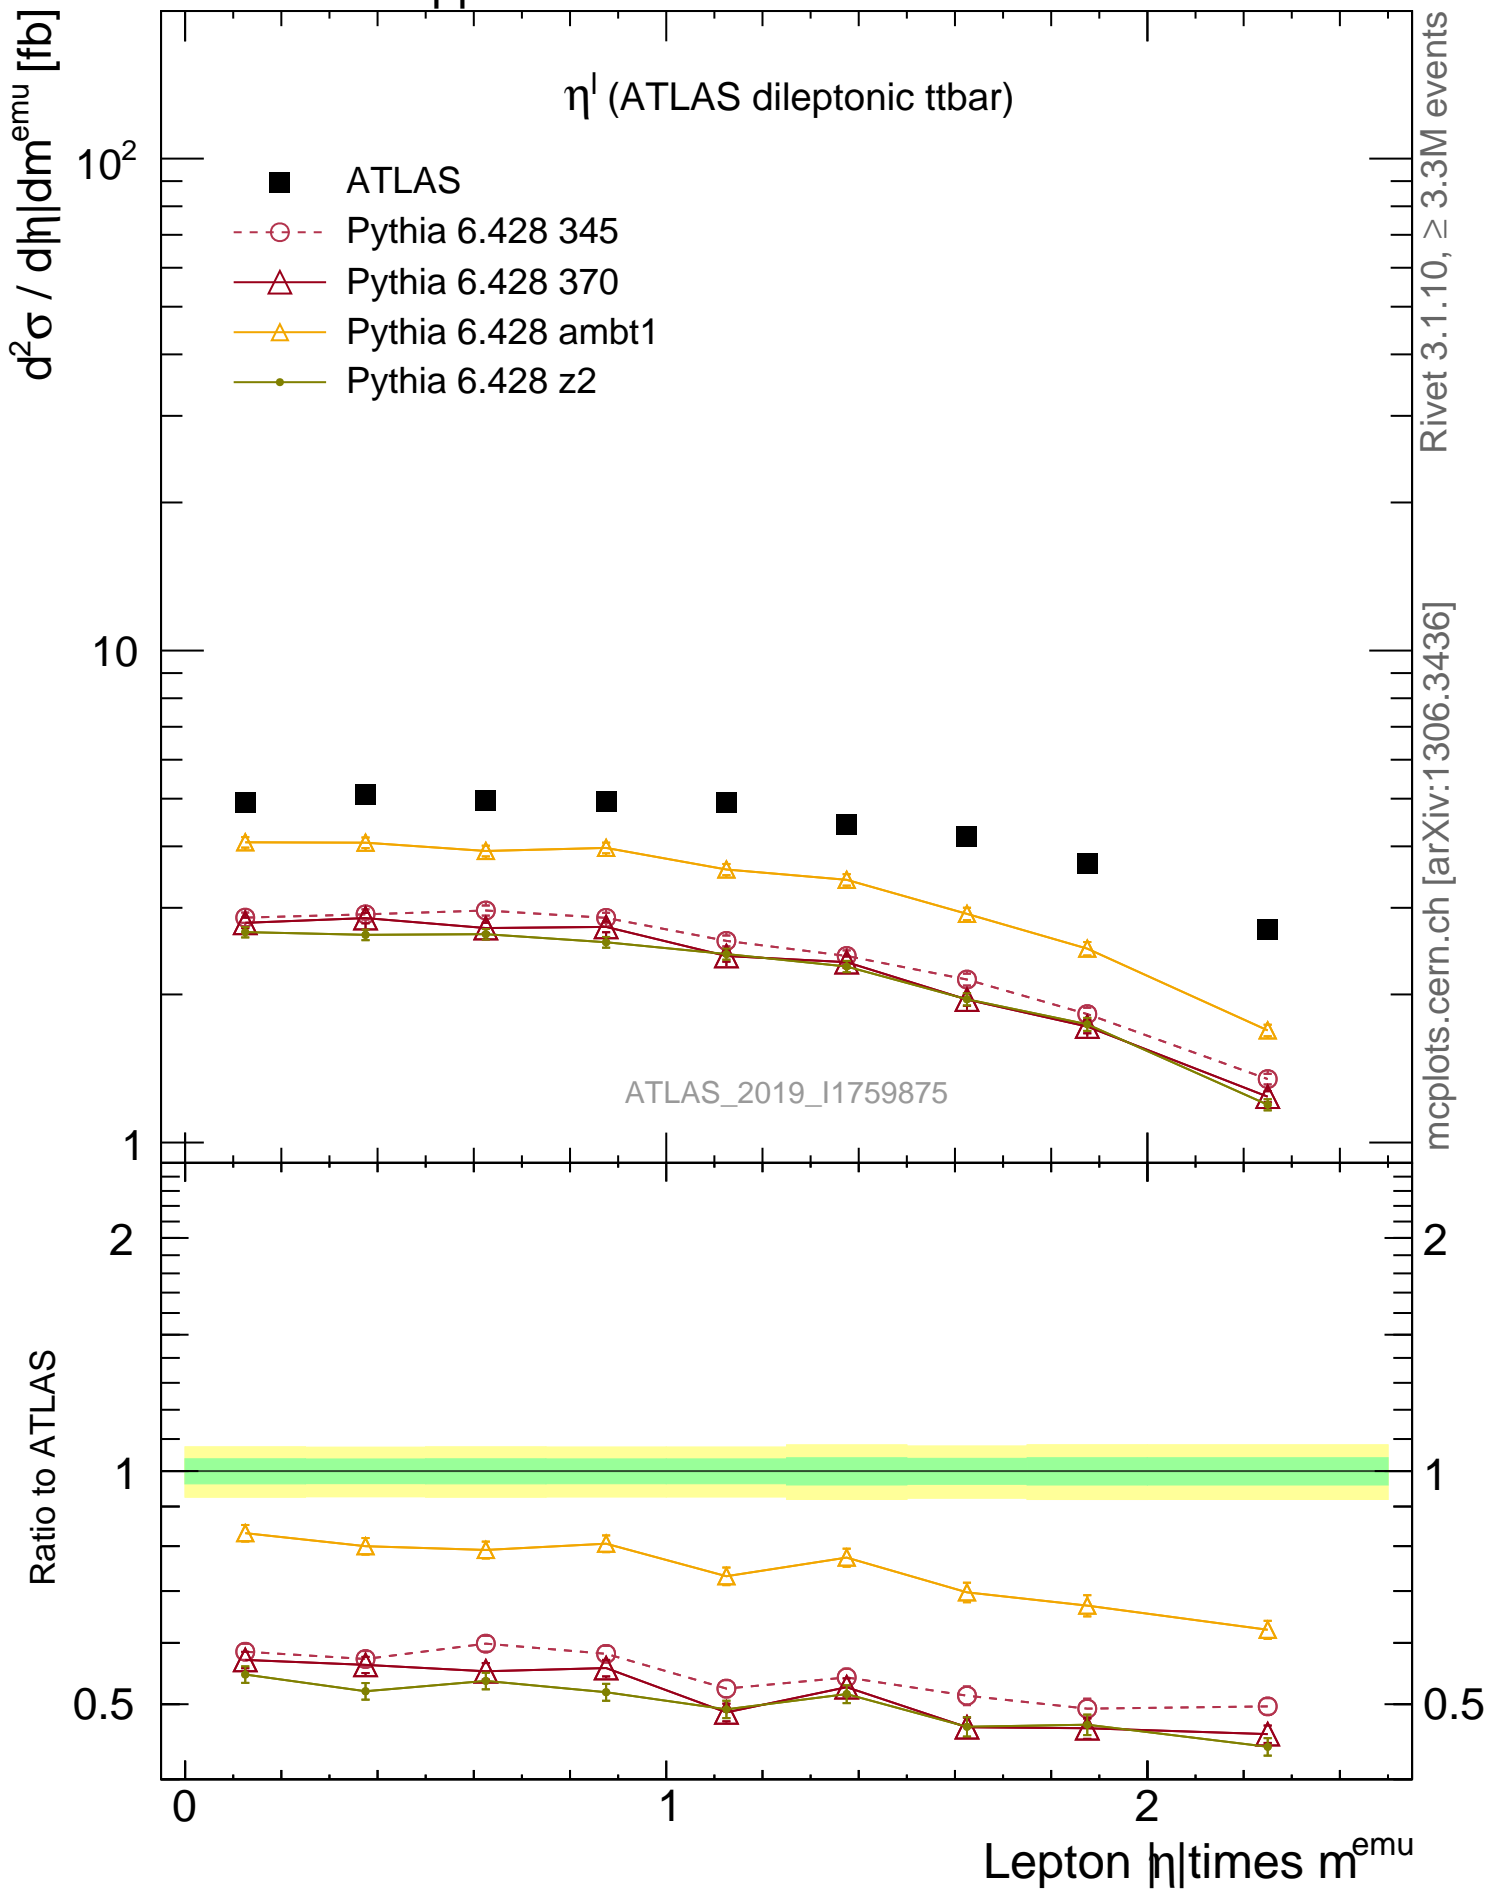 d²σ / d|η|dm^emu [fb]
η^l (ATLAS dileptonic ttbar)
ATLAS
Pythia 6.428 345
Pythia 6.428 370
Pythia 6.428 ambt1
Pythia 6.428 z2
10²
10
1
ATLAS_2019_I1759875
Rivet 3.1.10, ≥ 3.3M events
mcplots.cern.ch [arXiv:1306.3436]
Ratio to ATLAS
2
1
0.5
2
1
0.5
0
1
2
Lepton |η|times m^emu